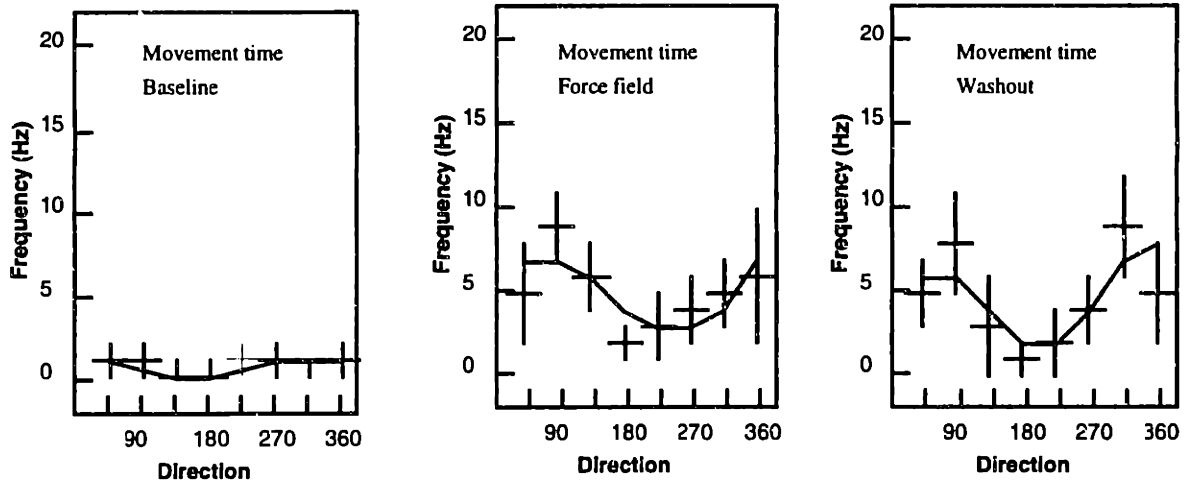 20
15
10
5
0
Frequency (Hz)
Movement time
Baseline
90 180 270 360
Direction
20
15
10
5
0
Frequency (Hz)
Movement time
Force field
90 180 270 360
Direction
20
15
10
5
0
Frequency (Hz)
Movement time
Washout
90 180 270 360
Direction